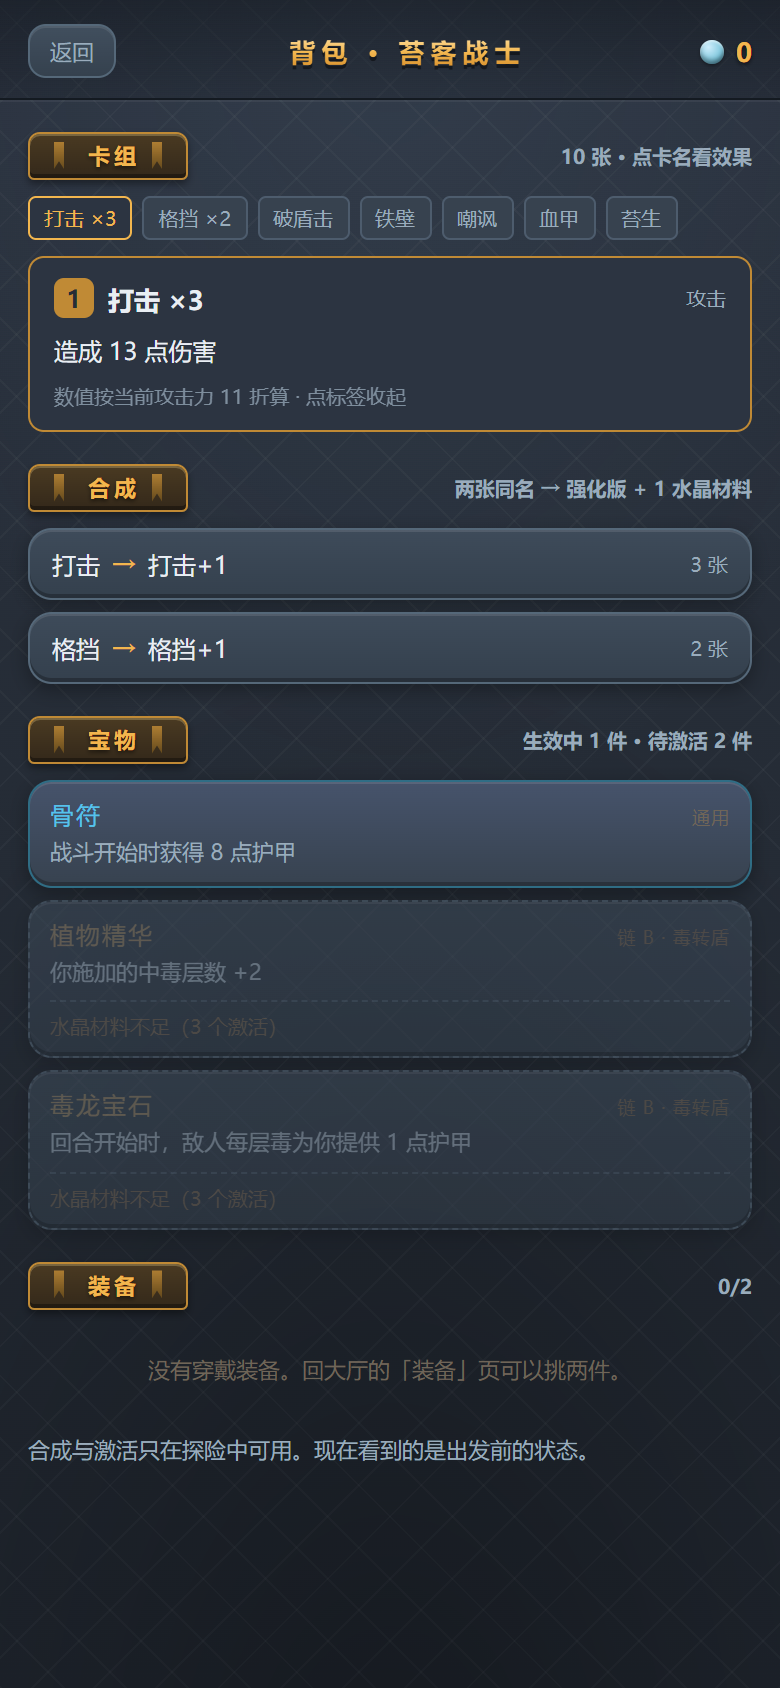 返回
背包 · 苔客战士
0
卡组
10 张 · 点卡名看效果
打击 ×3
格挡 ×2
破盾击
铁壁
嘲讽
血甲
苔生
1
打击 ×3
攻击
造成 13 点伤害
数值按当前攻击力 11 折算 · 点标签收起
合成
两张同名 → 强化版 + 1 水晶材料
打击 → 打击+1
3 张
格挡 → 格挡+1
2 张
宝物
生效中 1 件 · 待激活 2 件
骨符
通用
战斗开始时获得 8 点护甲
植物精华
链 B · 毒转盾
你施加的中毒层数 +2
水晶材料不足（3 个激活）
毒龙宝石
链 B · 毒转盾
回合开始时，敌人每层毒为你提供 1 点护甲
水晶材料不足（3 个激活）
装备
0/2
没有穿戴装备。回大厅的「装备」页可以挑两件。
合成与激活只在探险中可用。现在看到的是出发前的状态。